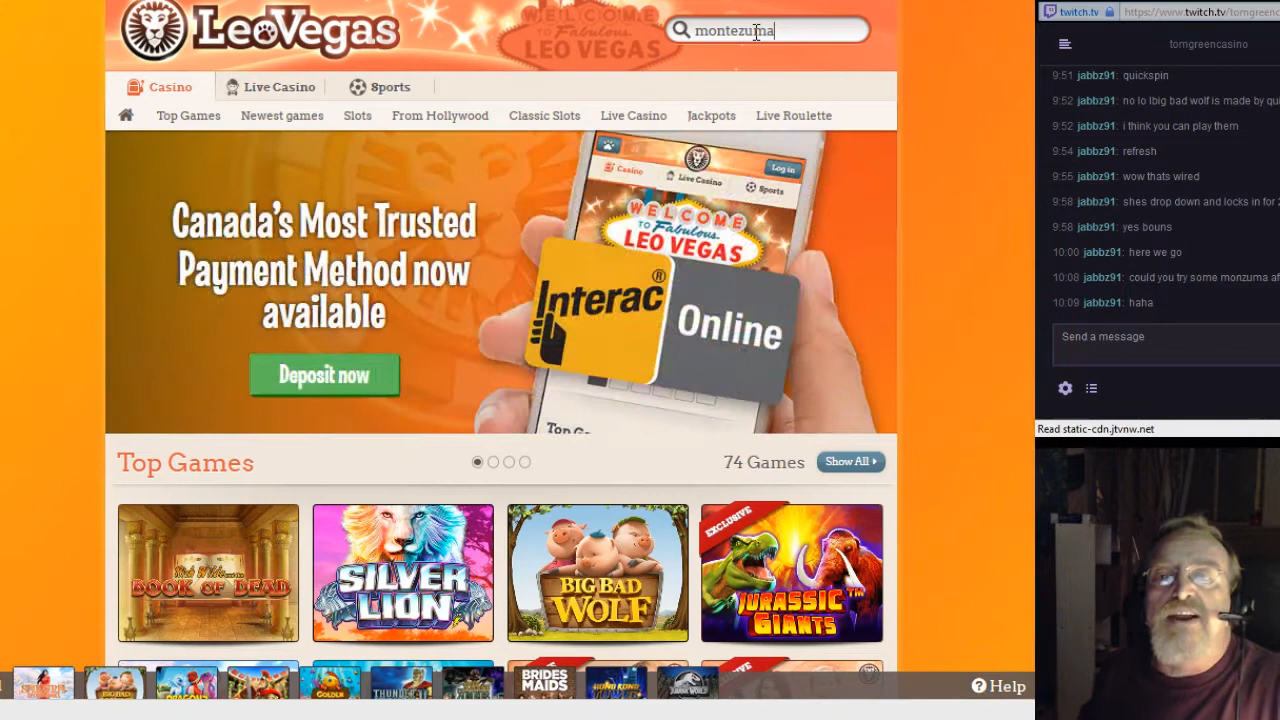 LeoVegas
WELCOME
TO Fabulous
LEO VEGAS
montezuma
Casino
Live Casino
Sports
Top Games
Newest games
Slots
From Hollywood
Classic Slots
Live Casino
Jackpots
Live Roulette
Canada's Most Trusted
Payment Method now
available
Deposit now
Log in
Casino
Live Casino
Sports
WELCOME
TO Fabulous
LEO VEGAS
Interac®
Online
Top Games
74 Games
Show All
BOOK OF DEAD
SILVER
LION
BIG BAD
WOLF
EXCLUSIVE
JURASSIC™
GIANTS
BRIDES
MAIDS
Help
twitch.tv
https://www.twitch.tv/tomgreenc
tomgreencasino
9:51 jabbz91: quickspin
9:52 jabbz91: no lo lbig bad wolf is made by qui
9:52 jabbz91: i think you can play them
9:54 jabbz91: refresh
9:55 jabbz91: wow thats wired
9:58 jabbz91: shes drop down and locks in for 2
9:58 jabbz91: yes bouns
10:00 jabbz91: here we go
10:08 jabbz91: could you try some monzuma af
10:09 jabbz91: haha
Send a message
Read static-cdn.jtvnw.net